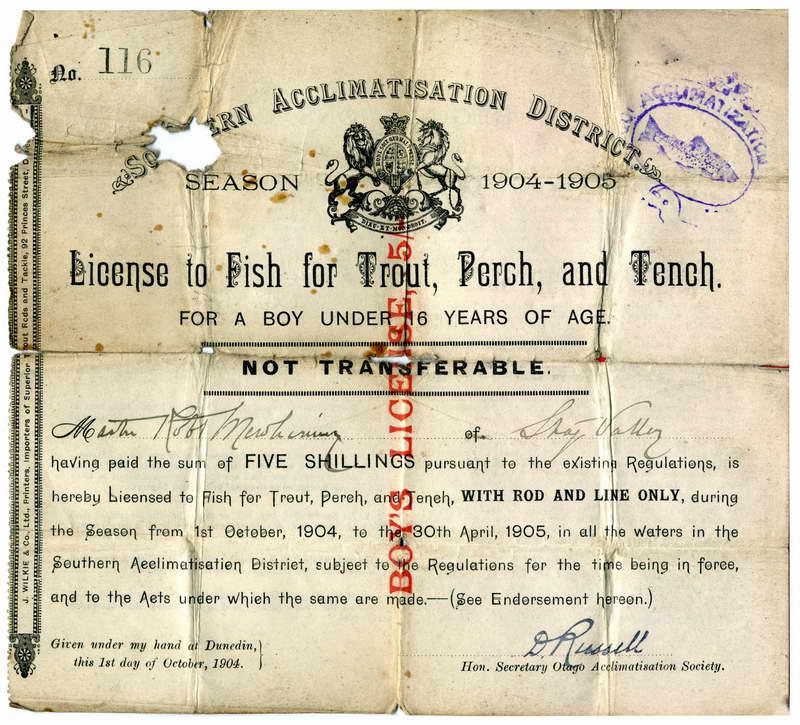 No. 116
SOUTHERN ACCLIMATISATION DISTRICT
OTAGO ACCLIMATIZATION
SEASON 1904-1905
DIEU ET MON DROIT
License to Fish for Trout, Perch, and Tench.
FOR A BOY UNDER 16 YEARS OF AGE.
NOT TRANSFERABLE.
Master Robt of Stag Valley
having paid the sum of FIVE SHILLINGS pursuant to the existing Regulations, is
hereby Licensed to Fish for Trout, Perch, and Tench, WITH ROD AND LINE ONLY, during
the Season from 1st October, 1904, to the 30th April, 1905, in all the Waters in the
Southern Acclimatisation District, subject to the Regulations for the time being in force,
and to the Acts under which the same are made.—(See Endorsement hereon.)
Given under my hand at Dunedin,
this 1st day of October, 1904.
D. Russell
Hon. Secretary Otago Acclimatisation Society.
BOY'S LICENSE, 5/-
J. WILKIE & Co., Ltd., Printers, Importers of Superior Trout Rods and Tackle, 92 Princes Street, D